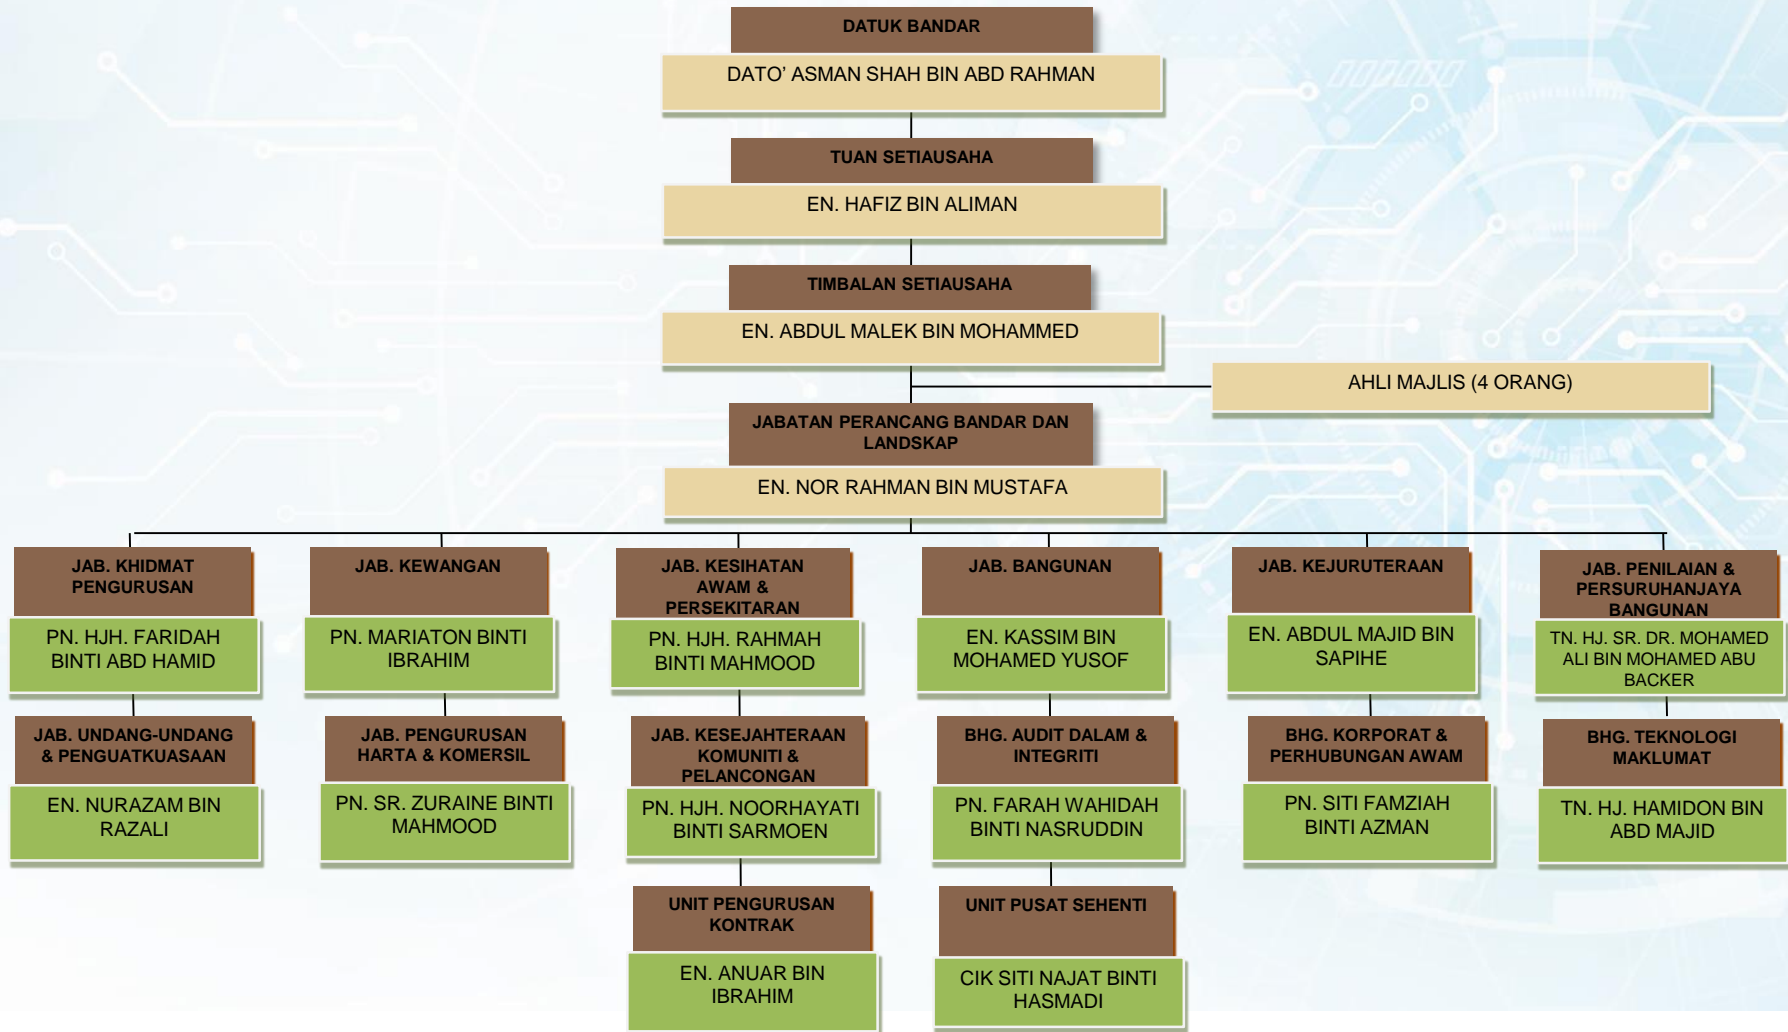 DATUK BANDAR
DATO' ASMAN SHAH BIN ABD RAHMAN
TUAN SETIAUSAHA
EN. HAFIZ BIN ALIMAN
TIMBALAN SETIAUSAHA
EN. ABDUL MALEK BIN MOHAMMED
AHLI MAJLIS (4 ORANG)
JABATAN PERANCANG BANDAR DAN
LANDSKAP
EN. NOR RAHMAN BIN MUSTAFA
JAB. KHIDMAT
PENGURUSAN
PN. HJH. FARIDAH
BINTI ABD HAMID
JAB. KEWANGAN
PN. MARIATON BINTI
IBRAHIM
JAB. KESIHATAN
AWAM &
PERSEKITARAN
PN. HJH. RAHMAH
BINTI MAHMOOD
JAB. BANGUNAN
EN. KASSIM BIN
MOHAMED YUSOF
JAB. KEJURUTERAAN
EN. ABDUL MAJID BIN
SAPIHE
JAB. PENILAIAN &
PERSURUHANJAYA
BANGUNAN
TN. HJ. SR. DR. MOHAMED
ALI BIN MOHAMED ABU
BACKER
JAB. UNDANG-UNDANG
& PENGUATKUASAAN
EN. NURAZAM BIN
RAZALI
JAB. PENGURUSAN
HARTA & KOMERSIL
PN. SR. ZURAINE BINTI
MAHMOOD
JAB. KESEJAHTERAAN
KOMUNITI &
PELANCONGAN
PN. HJH. NOORHAYATI
BINTI SARMOEN
BHG. AUDIT DALAM &
INTEGRITI
PN. FARAH WAHIDAH
BINTI NASRUDDIN
BHG. KORPORAT &
PERHUBUNGAN AWAM
PN. SITI FAMZIAH
BINTI AZMAN
BHG. TEKNOLOGI
MAKLUMAT
TN. HJ. HAMIDON BIN
ABD MAJID
UNIT PENGURUSAN
KONTRAK
EN. ANUAR BIN
IBRAHIM
UNIT PUSAT SEHENTI
CIK SITI NAJAT BINTI
HASMADI